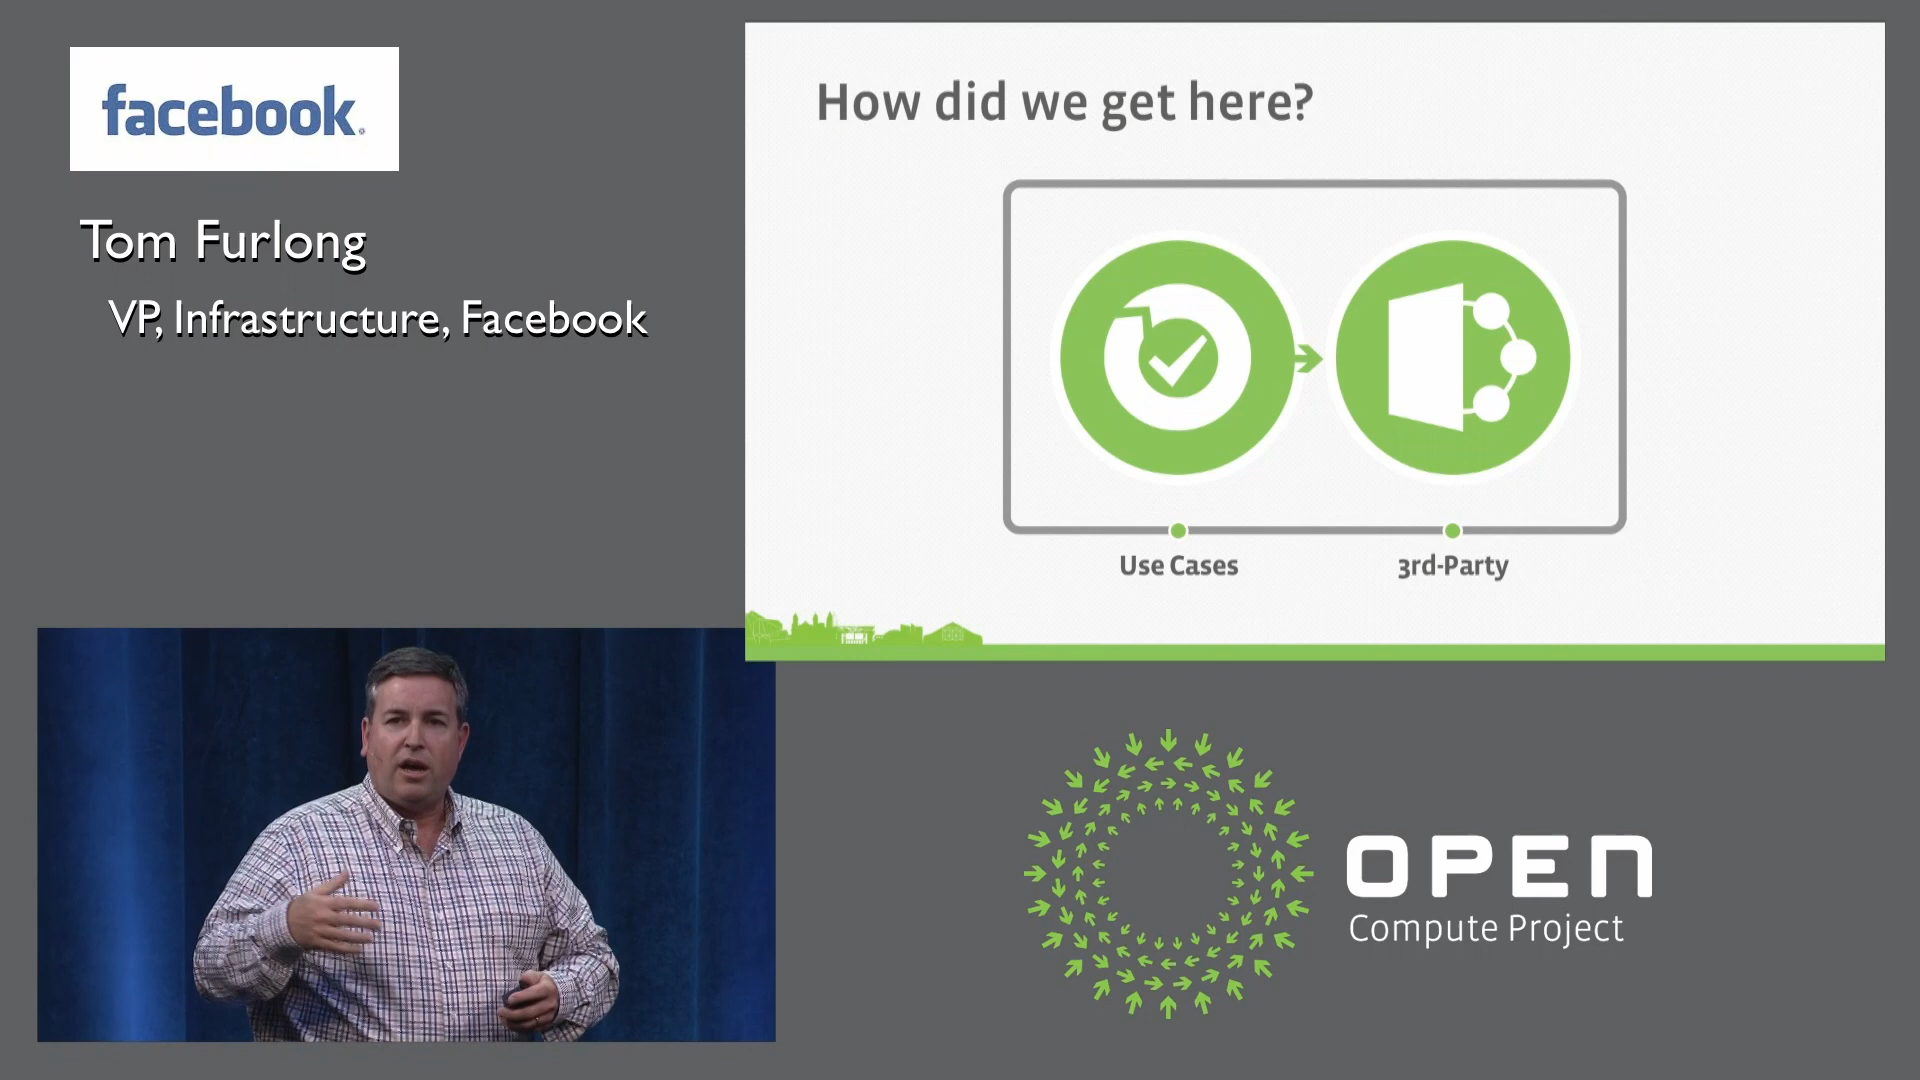 facebook
Tom Furlong
VP, Infrastructure, Facebook
How did we get here?
Use Cases
3rd-Party
OPEN
Compute Project